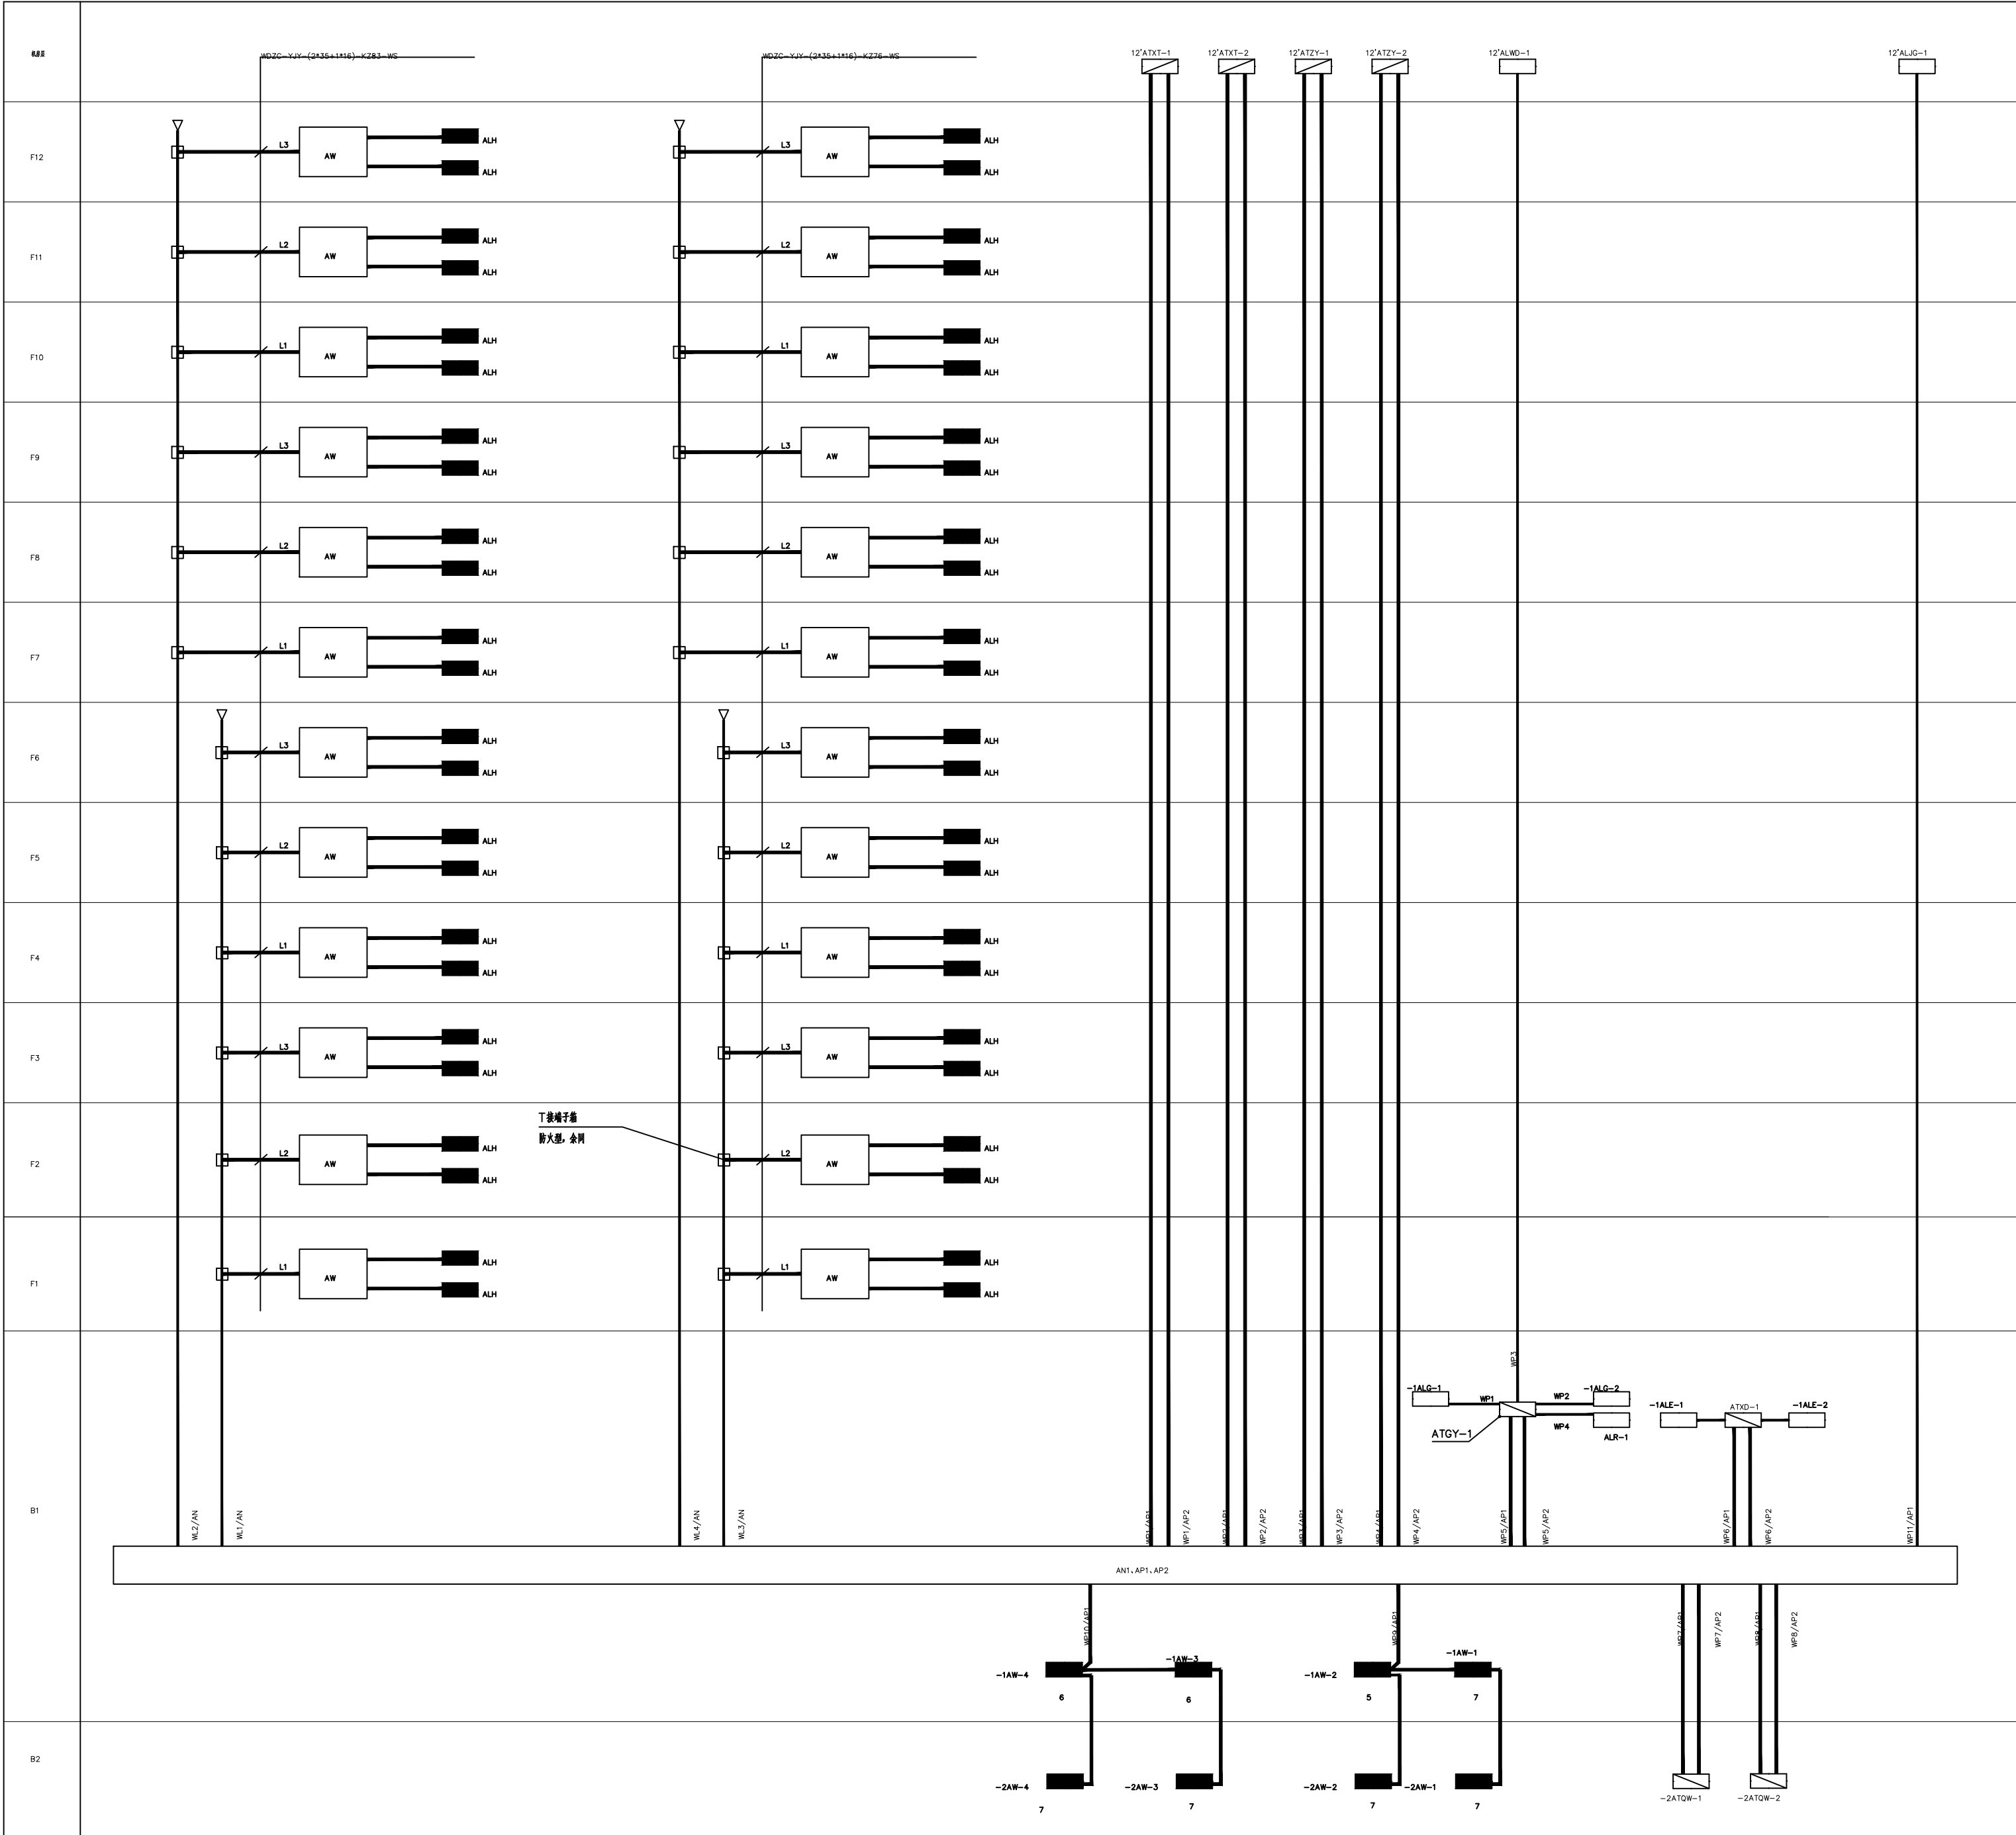 WDZC-YJY-(2*35+1*16)-KZ83-WS
WDZC-YJY-(2*35+1*16)-KZ76-WS
12'ATXT-1
12'ATXT-2
12'ATZY-1
12'ATZY-2
12'ALWD-1
12'ALJG-1
F12
L3
AW
ALH
ALH
L3
AW
ALH
ALH
F11
L2
AW
ALH
ALH
L2
AW
ALH
ALH
F10
L1
AW
ALH
ALH
L1
AW
ALH
ALH
F9
L3
AW
ALH
ALH
L3
AW
ALH
ALH
F8
L2
AW
ALH
ALH
L2
AW
ALH
ALH
F7
L1
AW
ALH
ALH
L1
AW
ALH
ALH
F6
L3
AW
ALH
ALH
L3
AW
ALH
ALH
F5
L2
AW
ALH
ALH
L2
AW
ALH
ALH
F4
L1
AW
ALH
ALH
L1
AW
ALH
ALH
F3
L3
AW
ALH
ALH
L3
AW
ALH
ALH
F2
L2
AW
ALH
ALH
T接端子箱
防火型，余同
L2
AW
ALH
ALH
F1
L1
AW
ALH
ALH
L1
AW
ALH
ALH
B1
WP3
-1ALG-1
WP1
WP2
-1ALG-2
WP4
ALR-1
ATGY-1
-1ALE-1
ATXD-1
-1ALE-2
WL2/AN
WL1/AN
WL4/AN
WL3/AN
WP1/AP1
WP1/AP2
WP2/AP1
WP2/AP2
WP3/AP1
WP3/AP2
WP4/AP1
WP4/AP2
WP5/AP1
WP5/AP2
WP6/AP1
WP6/AP2
WP11/AP1
AN1、AP1、AP2
WP10/AP1
WP9/AP1
WP7/AP1
WP7/AP2
WP8/AP1
WP8/AP2
-1AW-4
6
-1AW-3
6
-1AW-2
5
-1AW-1
7
B2
-2AW-4
7
-2AW-3
7
-2AW-2
7
-2AW-1
7
-2ATQW-1
-2ATQW-2